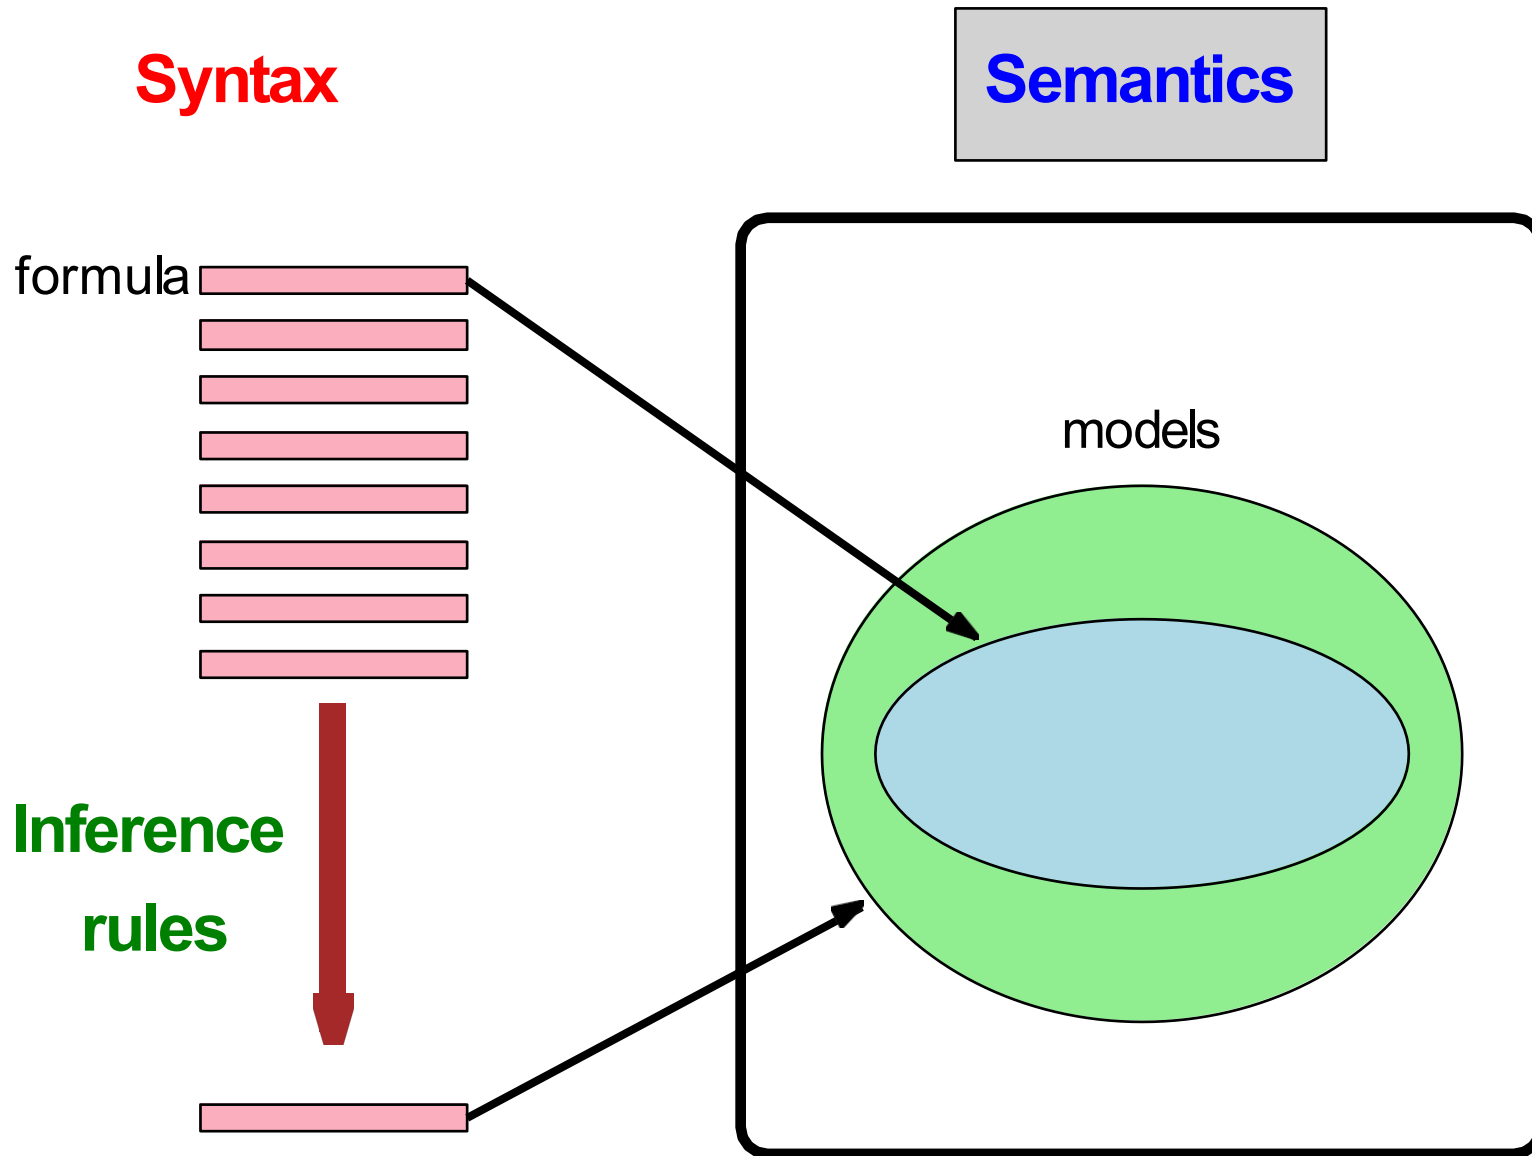 Syntax
Semantics
formula
models
Inference
rules